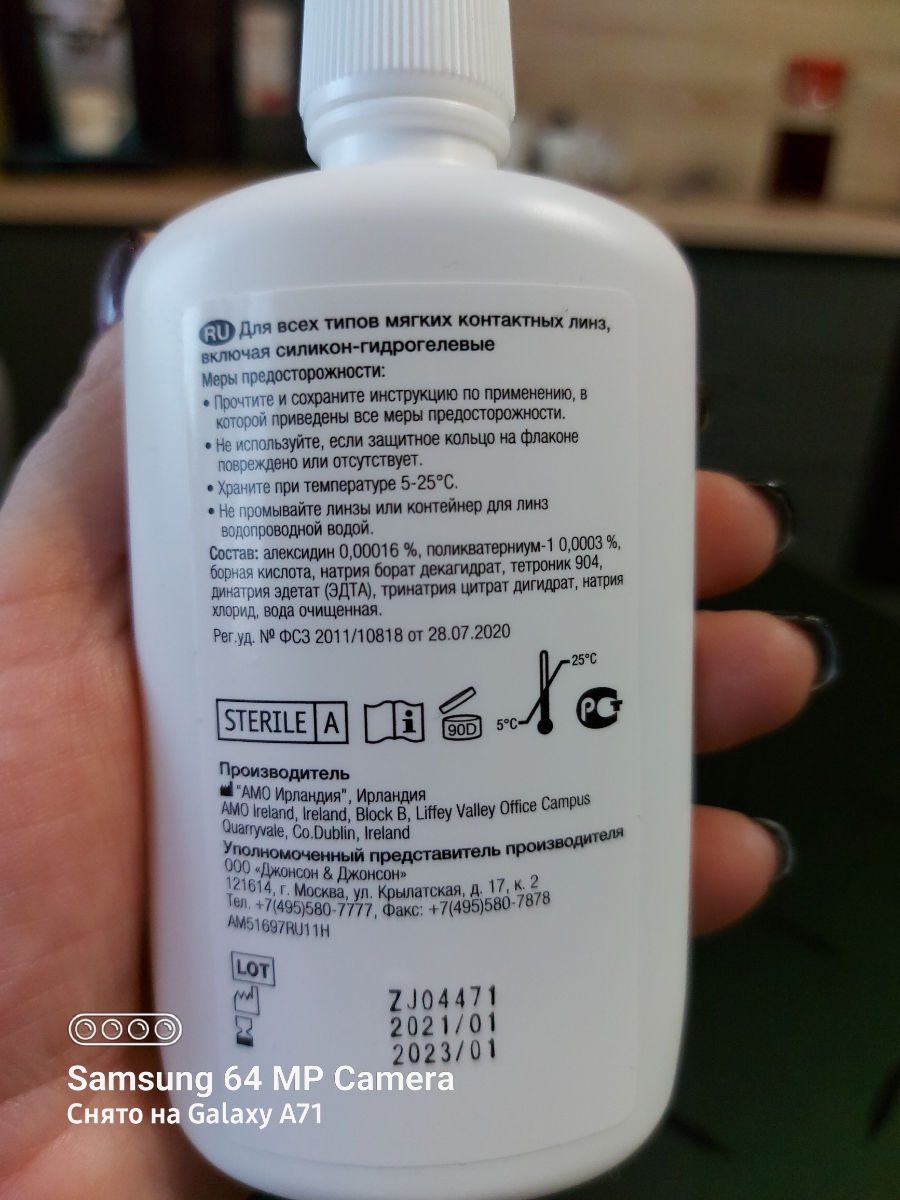 RU Для всех типов мягких контактных линз,
включая силикон-гидрогелевые
Меры предосторожности:
• Прочтите и сохраните инструкцию по применению, в
которой приведены все меры предосторожности.
• Не используйте, если защитное кольцо на флаконе
повреждено или отсутствует.
• Храните при температуре 5-25°C.
• Не промывайте линзы или контейнер для линз
водопроводной водой.
Состав: алексидин 0,00016 %, поликватерниум-1 0,0003 %,
борная кислота, натрия борат декагидрат, тетроник 904,
динатрия эдетат (ЭДТА), тринатрия цитрат дигидрат, натрия
хлорид, вода очищенная.
Рег.уд. № ФСЗ 2011/10818 от 28.07.2020
25°C
STERILE A i 90D 5°C РСТ
Производитель
"АМО Ирландия", Ирландия
AMO Ireland, Ireland, Block B, Liffey Valley Office Campus
Quarryvale, Co.Dublin, Ireland
Уполномоченный представитель производителя
ООО «Джонсон & Джонсон»
121614, г. Москва, ул. Крылатская, д. 17, к. 2
Тел. +7(495)580-7777, Факс: +7(495)580-7878
AM51697RU11H
LOT ZJ04471
2021/01
2023/01
Samsung 64 MP Camera
Снято на Galaxy A71